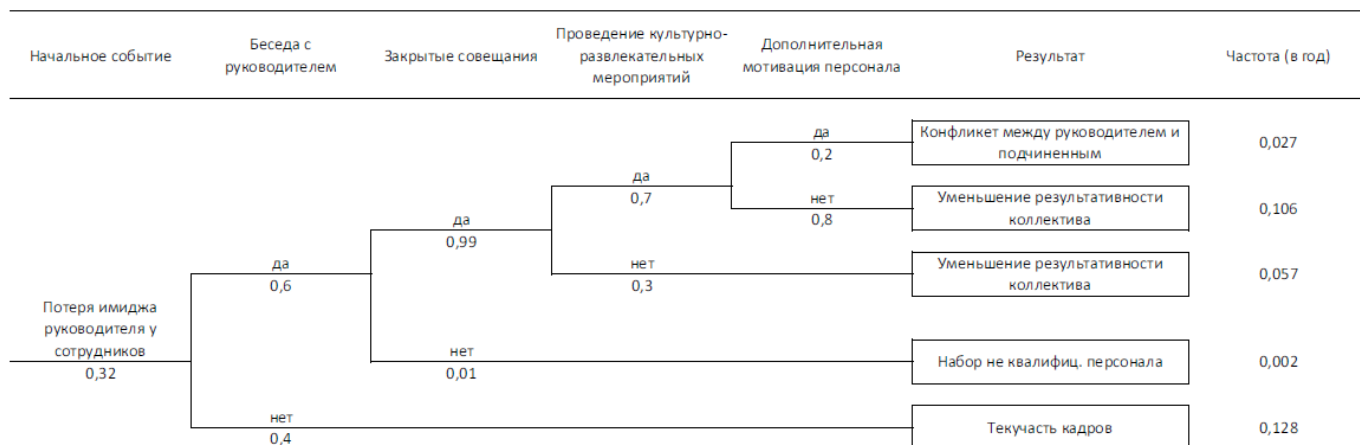 Начальное событие
Беседа с
руководителем
Закрытые совещания
Проведение культурно-
развлекательных
мероприятий
Дополнительная
мотивация персонала
Результат
Частота (в год)
да
0,2
Конфликет между руководителем и
подчиненным
0,027
да
0,7
нет
0,8
Уменьшение результативности
коллектива
0,106
да
0,99
нет
0,3
Уменьшение результативности
коллектива
0,057
да
0,6
Потеря имиджа
руководителя у
сотрудников
0,32
нет
0,01
Набор не квалифиц. персонала
0,002
нет
0,4
Текучасть кадров
0,128